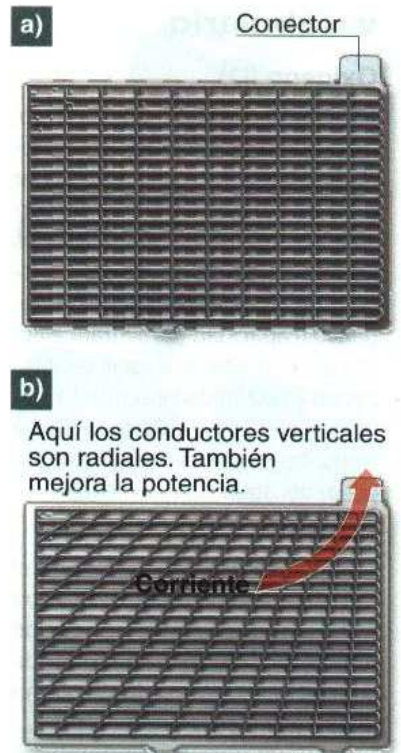 a)
Conector
b)
Aquí los conductores verticales
son radiales. También
mejora la potencia.
Corriente